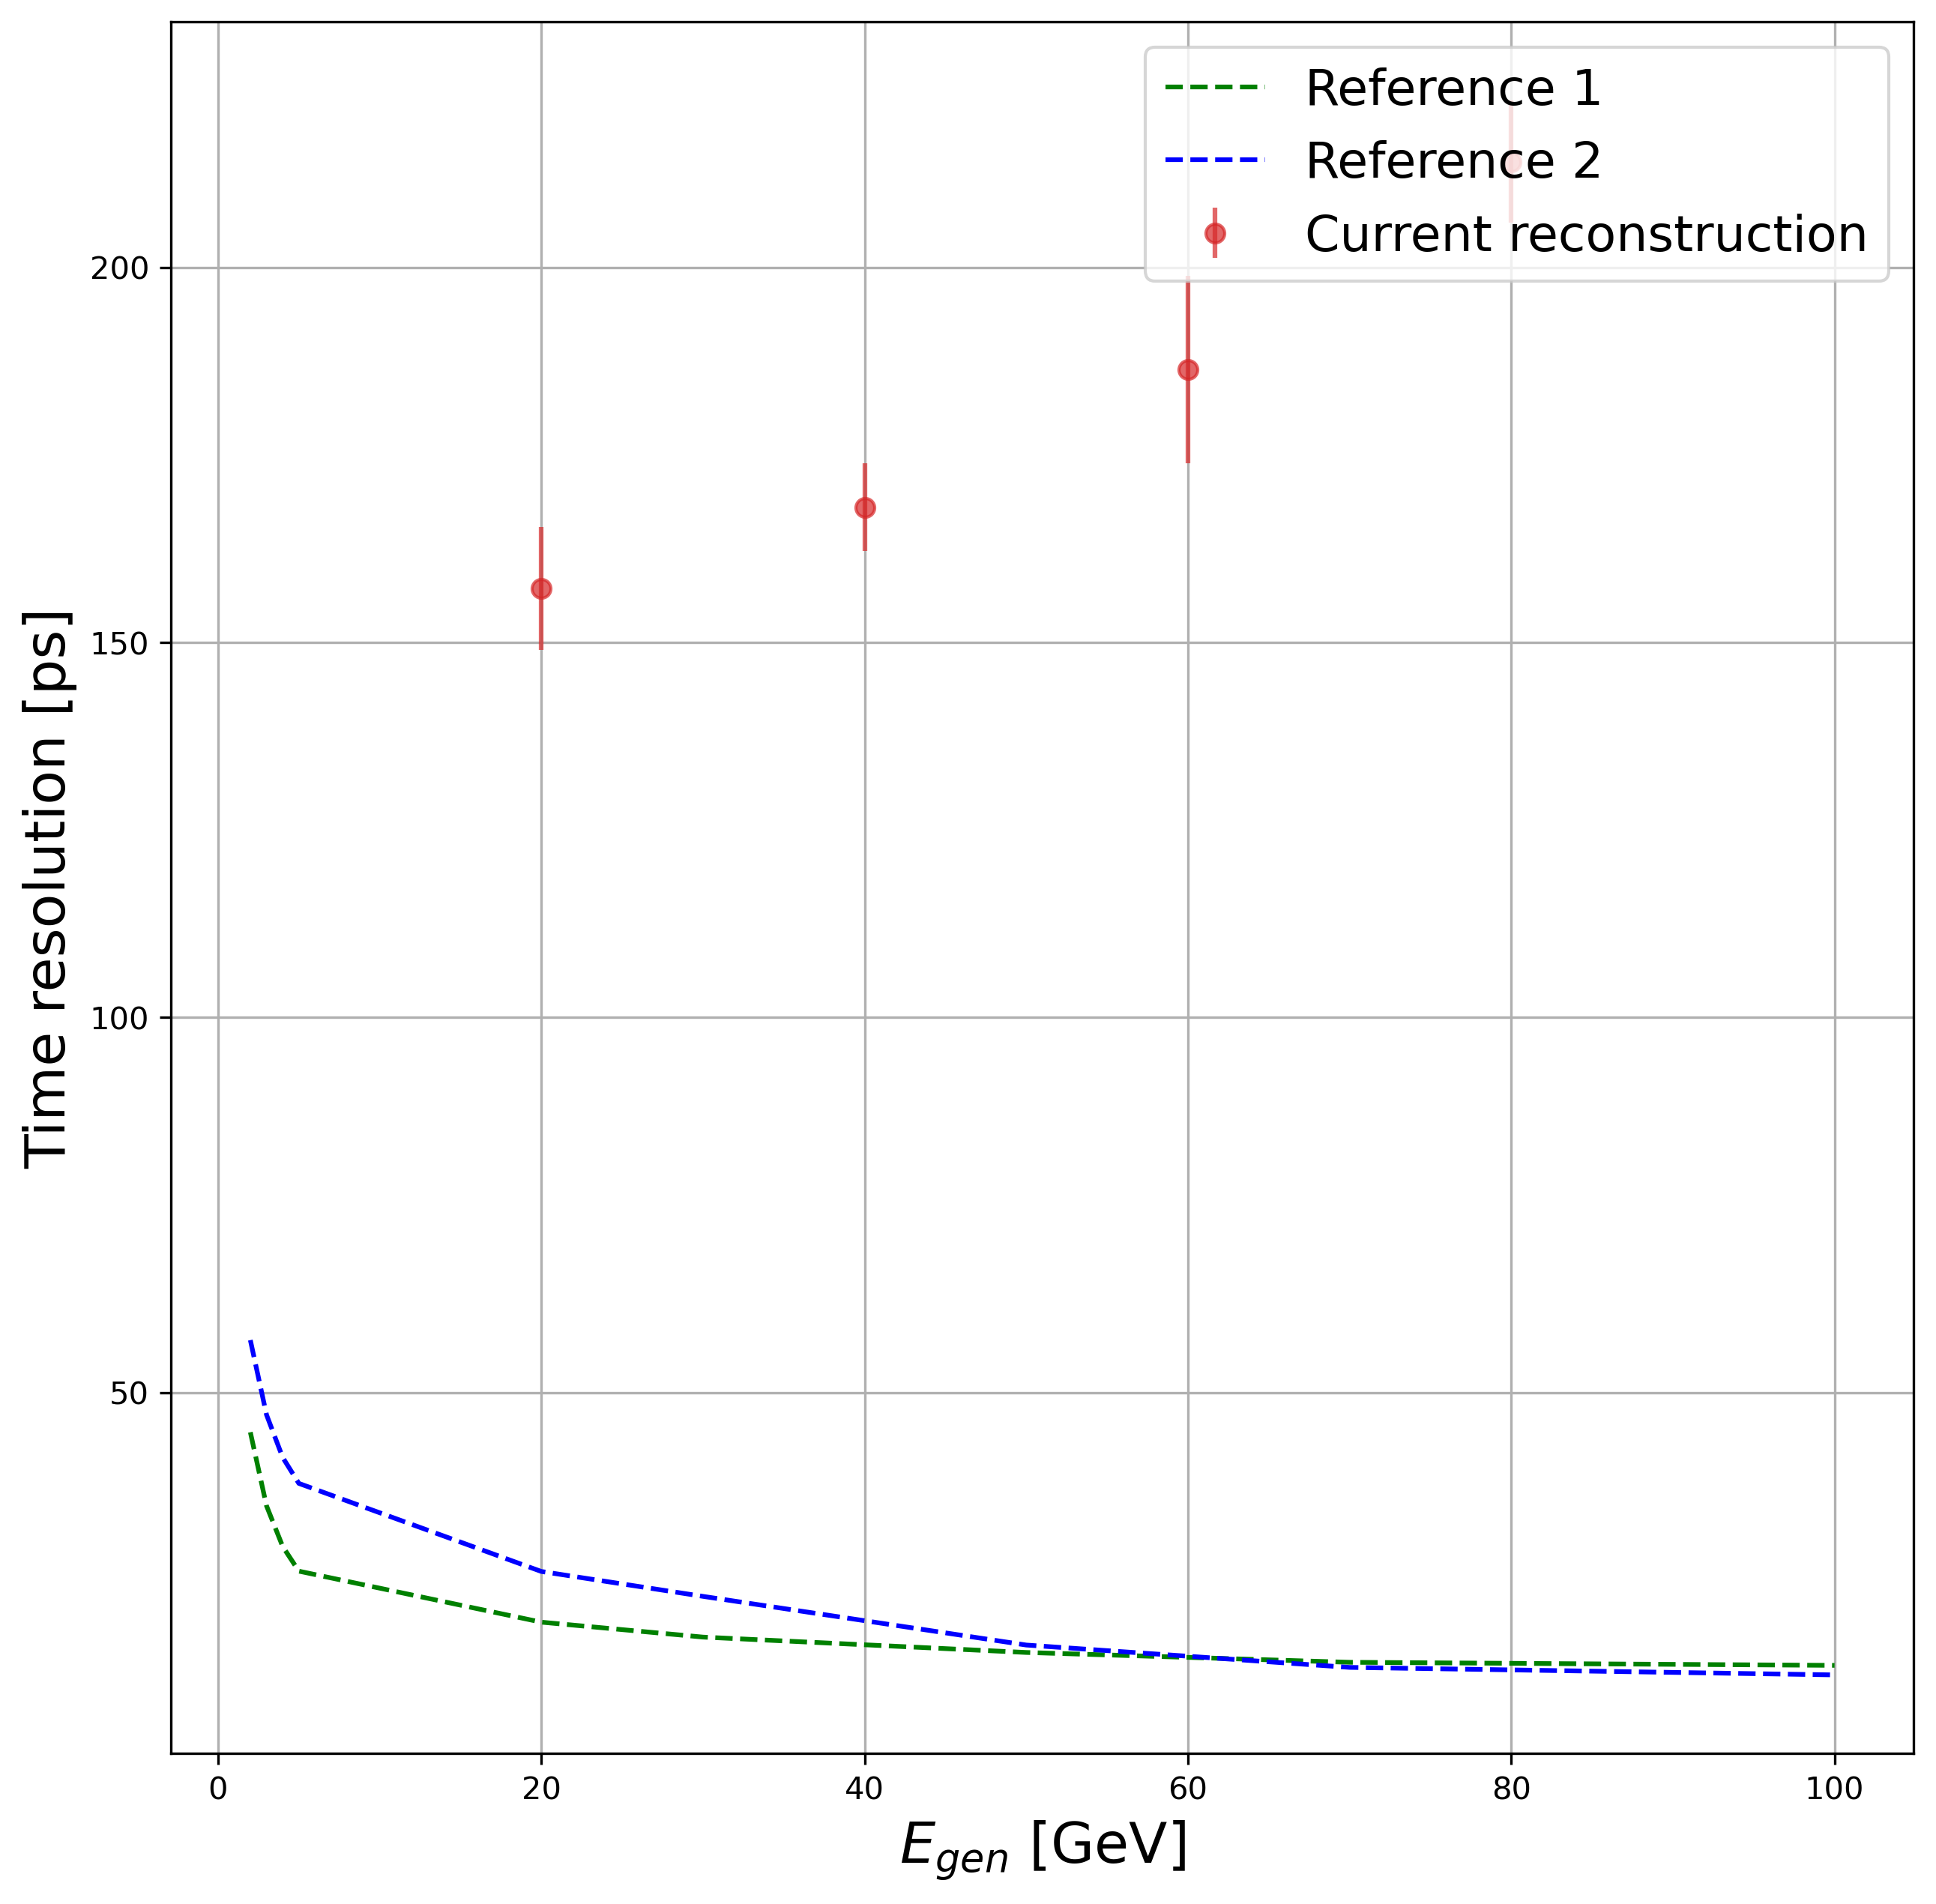 Reference 1
Reference 2
Current reconstruction
200
150
100
50
Time resolution [ps]
0 20 40 60 80 100
E_gen [GeV]